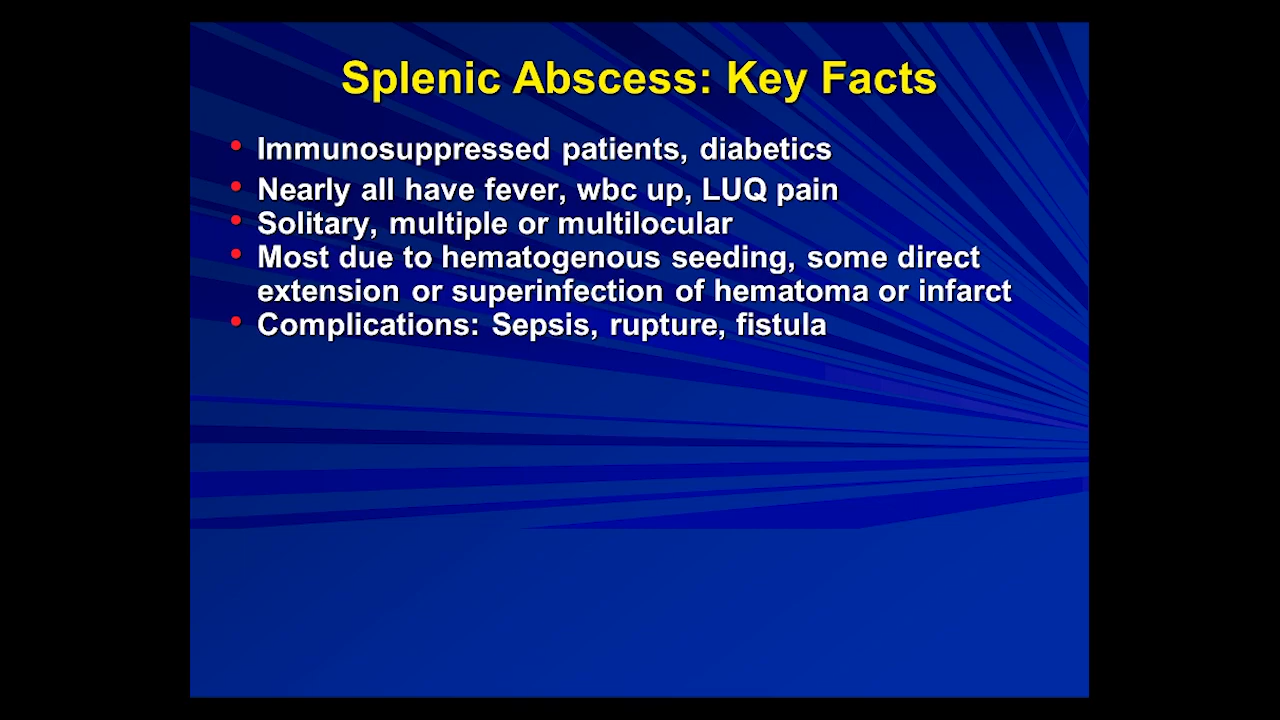 Splenic Abscess: Key Facts
• Immunosuppressed patients, diabetics
• Nearly all have fever, wbc up, LUQ pain
• Solitary, multiple or multilocular
• Most due to hematogenous seeding, some direct
extension or superinfection of hematoma or infarct
• Complications: Sepsis, rupture, fistula